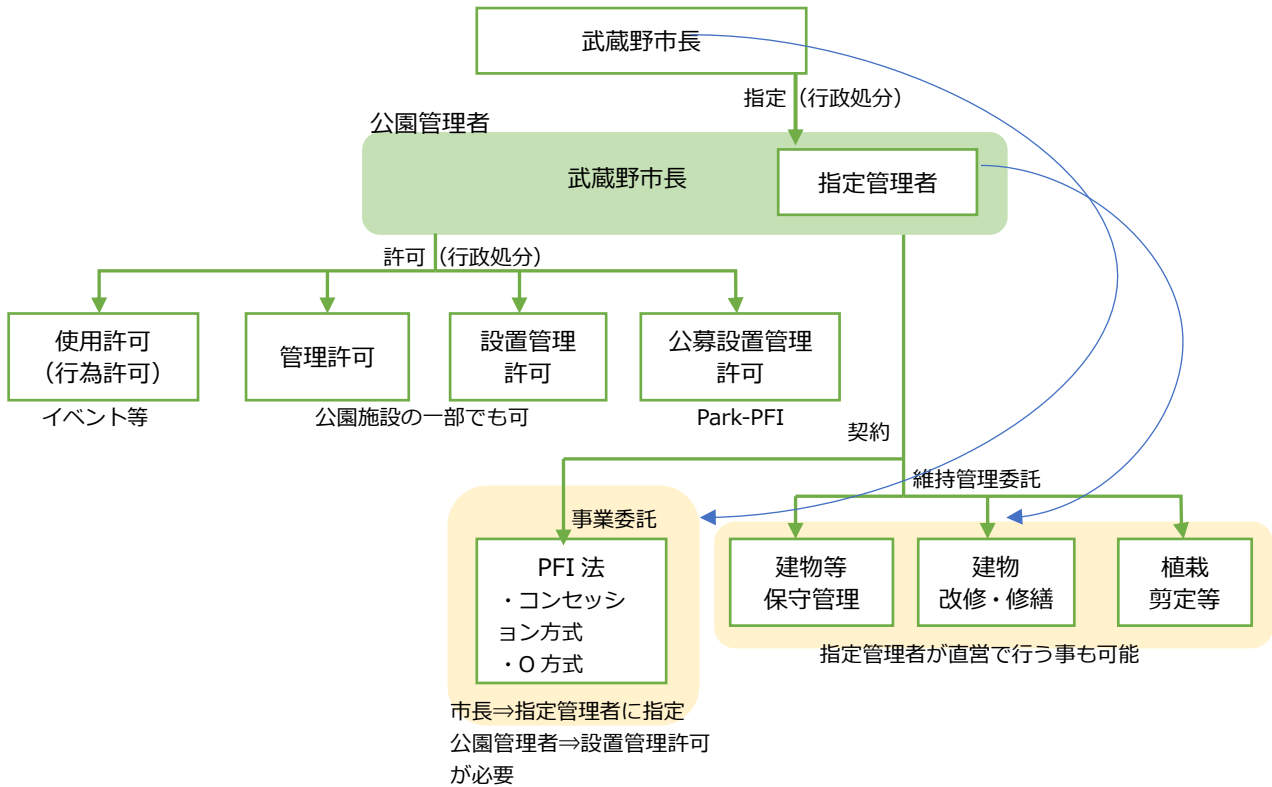 武蔵野市長
指定（行政処分）
公園管理者
武蔵野市長
指定管理者
許可（行政処分）
使用許可
（行為許可）
管理許可
設置管理
許可
公募設置管理
許可
イベント等
公園施設の一部でも可
Park-PFI
契約
維持管理委託
事業委託
PFI 法
・コンセッシ
ョン方式
・O 方式
建物等
保守管理
建物
改修・修繕
植栽
剪定等
指定管理者が直営で行う事も可能
市長⇒指定管理者に指定
公園管理者⇒設置管理許可
が必要